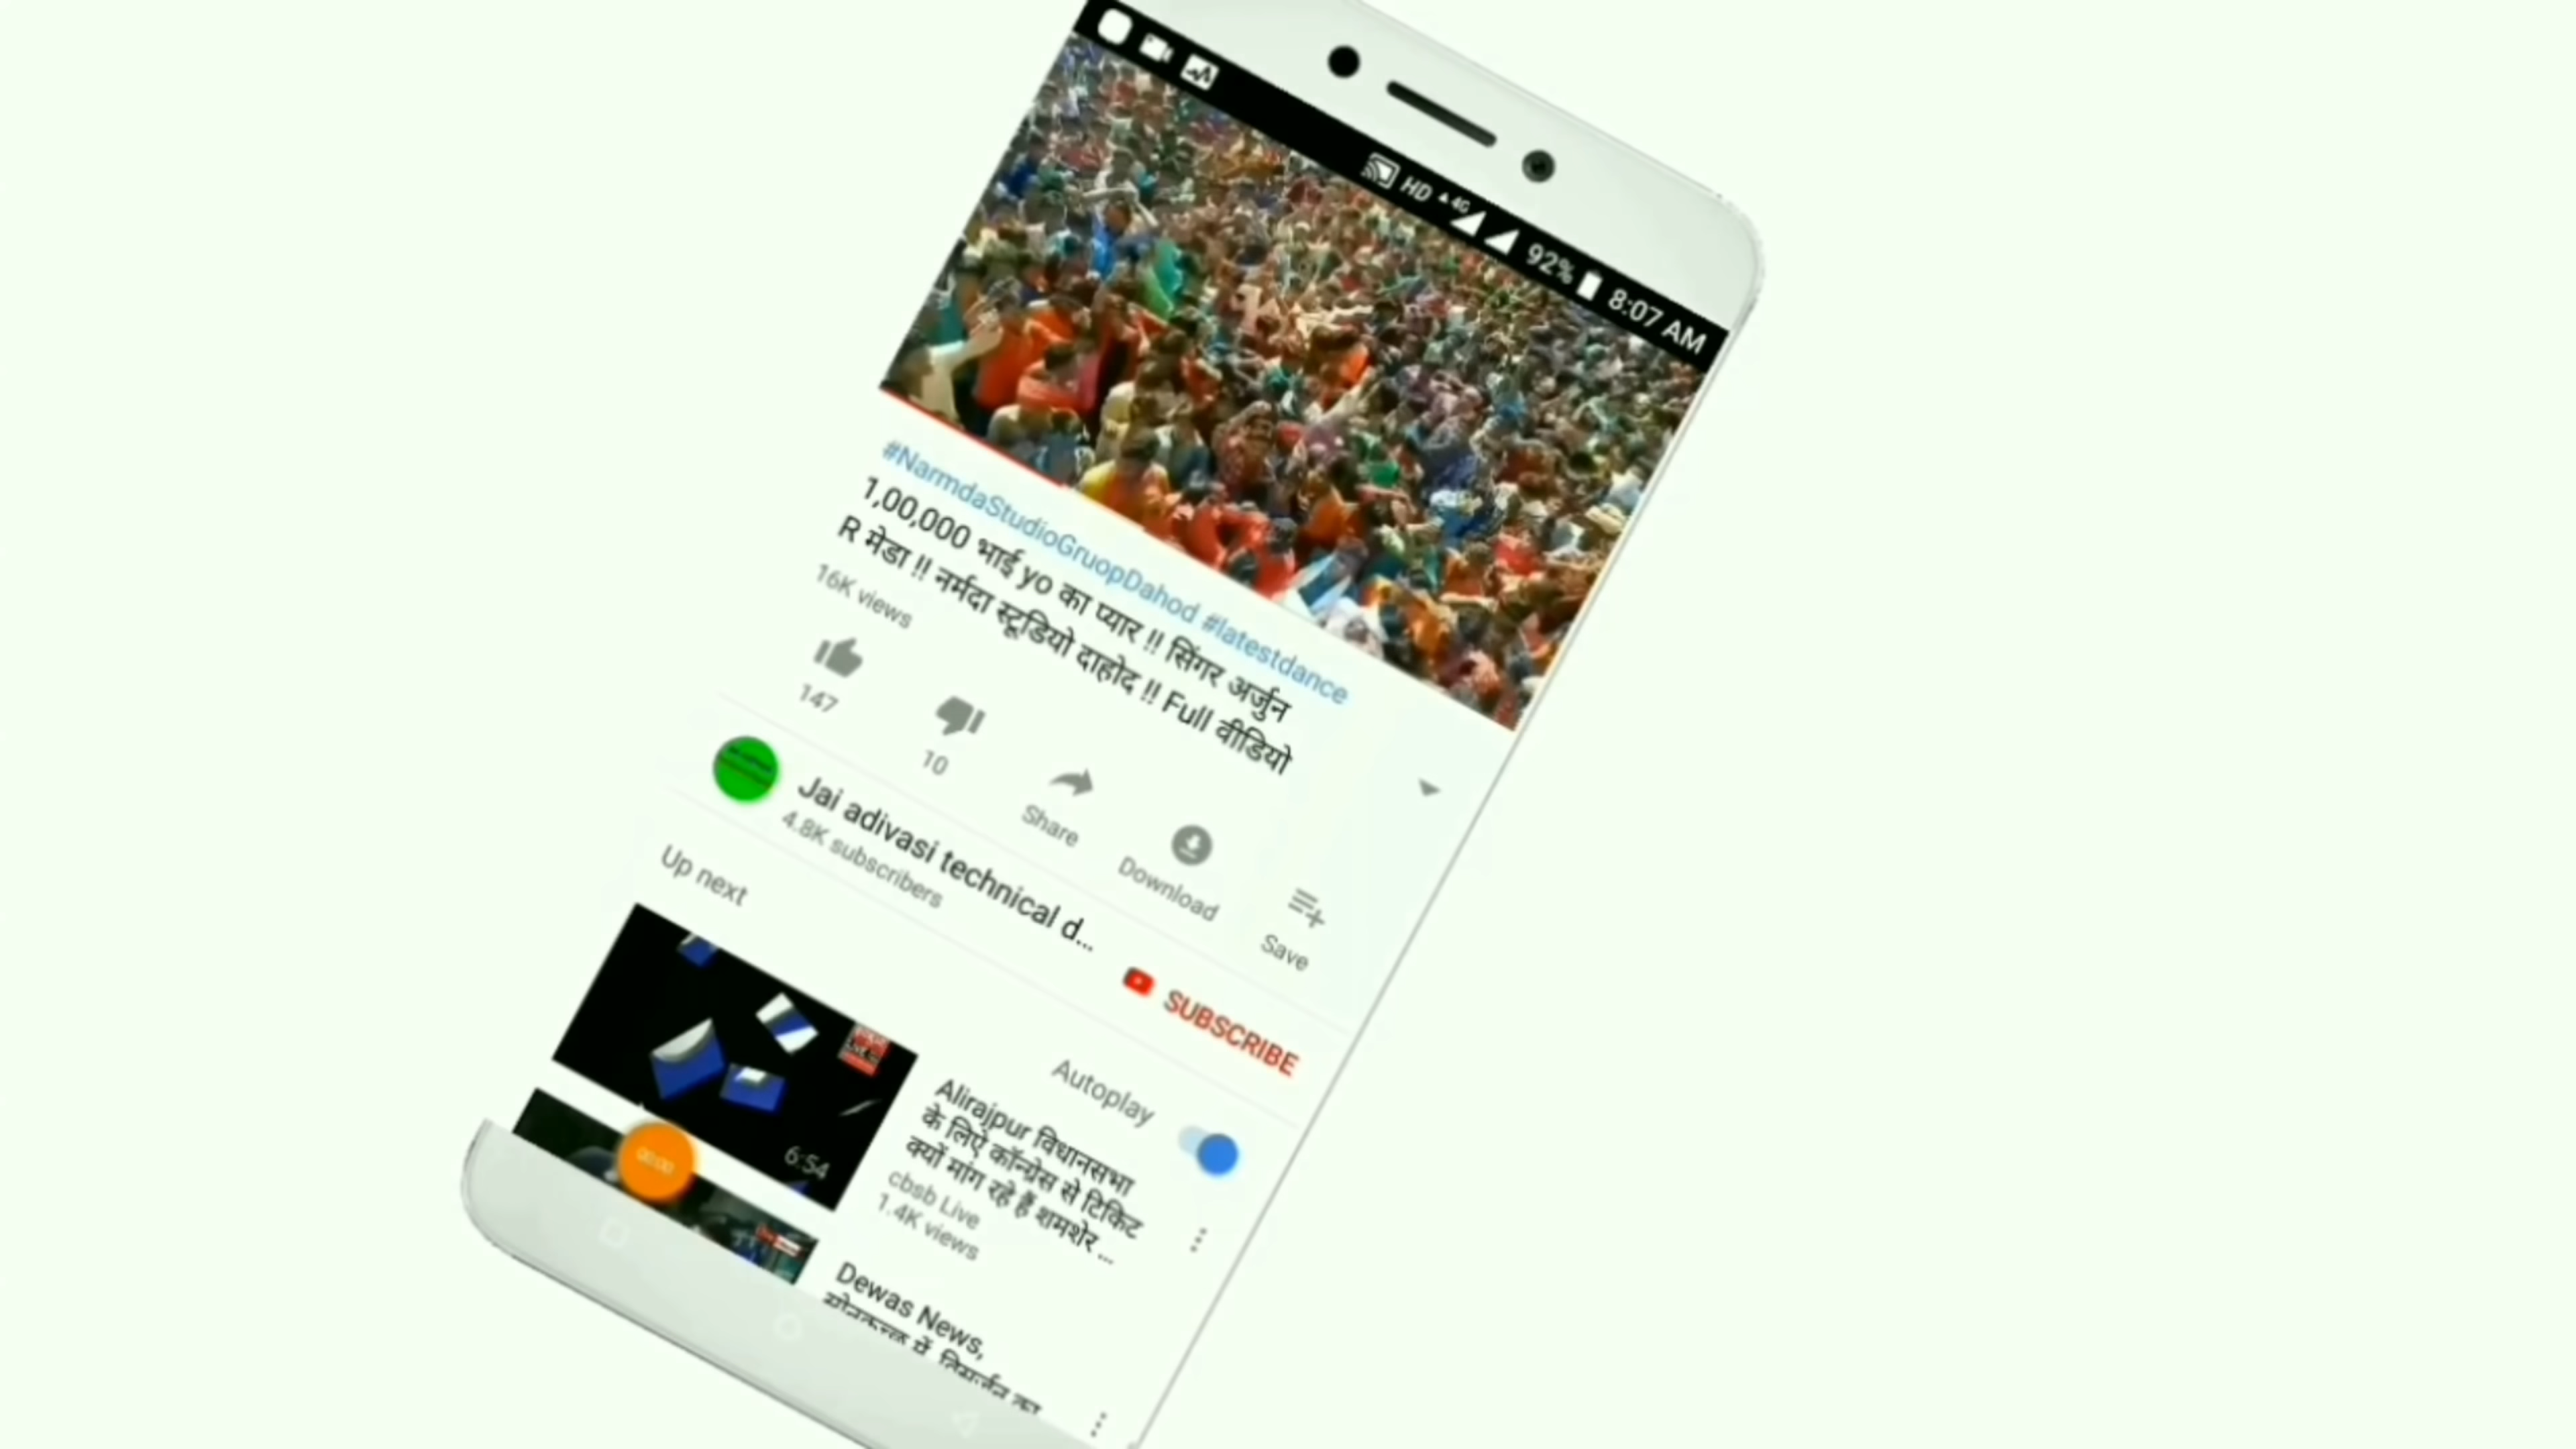 HD 4G 92% 8:07 AM
#NarmdaStudioGruopDahod #latestdance
1,00,000 भाई yo का प्यार !! सिंगर अर्जुन
R मेडा !! नर्मदा स्टूडियो दाहोद !! Full वीडियो
16K views
147
10
Share
Download
Save
Jai adivasi technical d...
4.8K subscribers
SUBSCRIBE
Up next
Autoplay
6:54
Alirajpur विधानसभा
के लिऐ कॉन्ग्रेस से टिकिट
क्यों मांग रहे हैं शमशेर ...
cbsb Live
1.4K views
00:00
Dewas News,